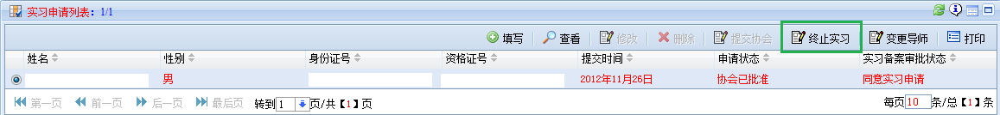 实习申请列表：1/1
填写 查看 修改 删除 提交协会 终止实习 变更导师 打印
姓名 性别 身份证号 资格证号 提交时间 申请状态 实习备案审批状态
男 2012年11月26日 协会已批准 同意实习申请
第一页 前一页 后一页 最后页 转到 1 页/共【1】页 每页 10 条/总【1】条